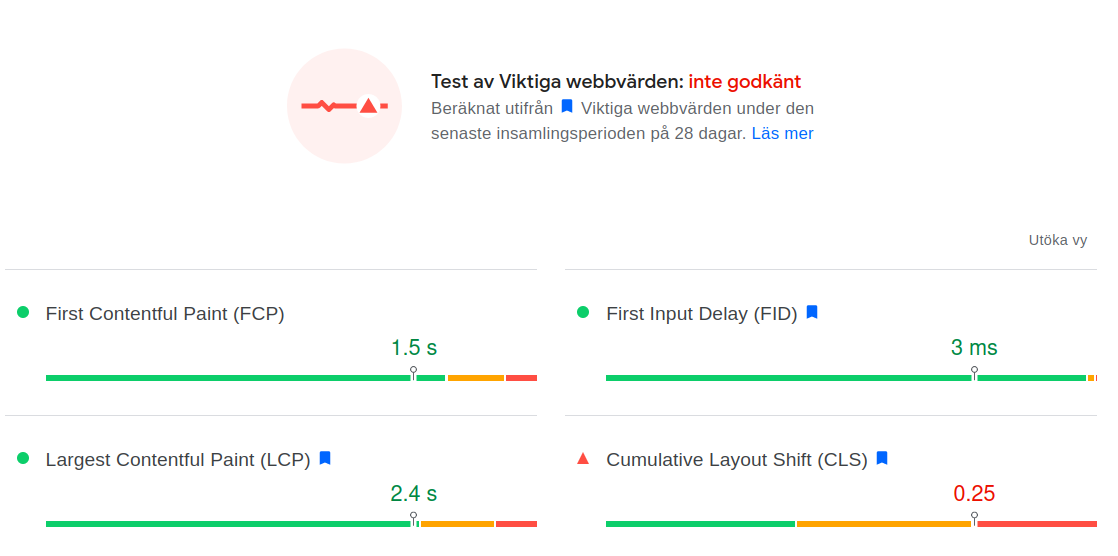 Test av Viktiga webbvärden: inte godkänt
Beräknat utifrån Viktiga webbvärden under den
senaste insamlingsperioden på 28 dagar. Läs mer
Utöka vy
First Contentful Paint (FCP)
1.5 s
First Input Delay (FID)
3 ms
Largest Contentful Paint (LCP)
2.4 s
Cumulative Layout Shift (CLS)
0.25